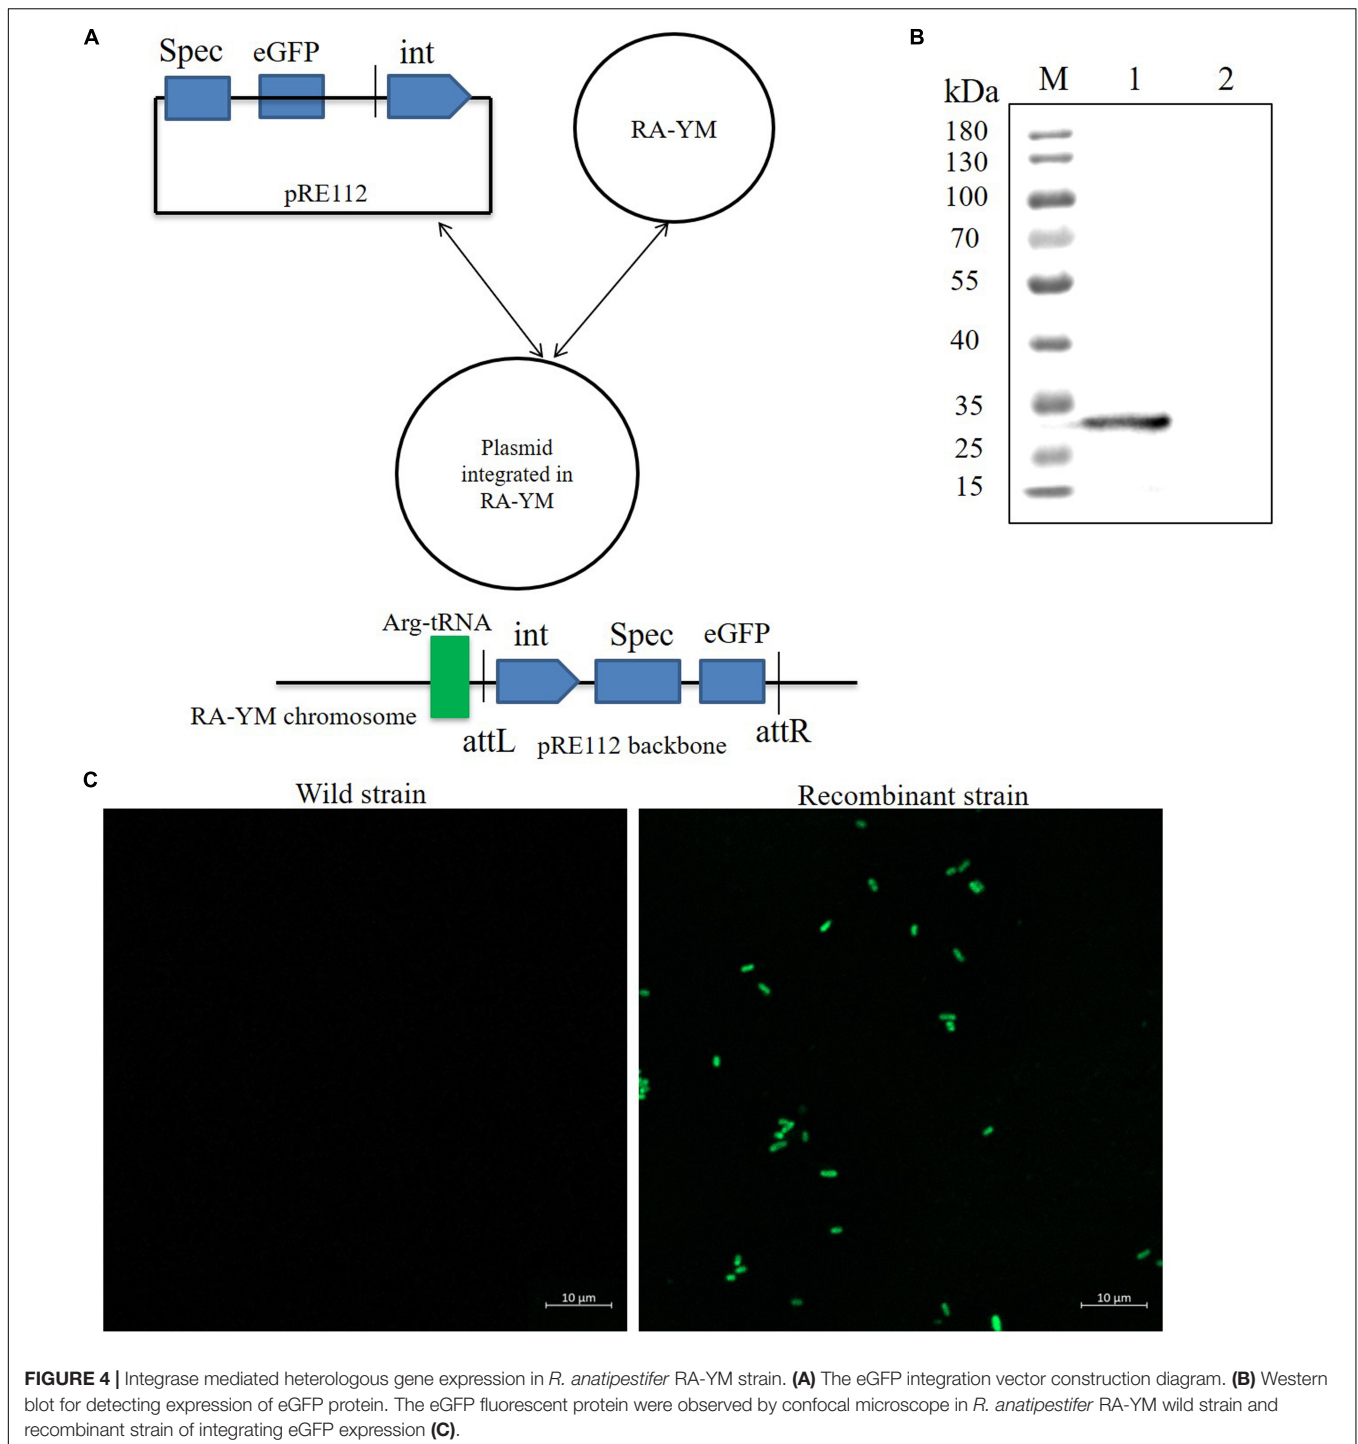 A
Spec eGFP int
pRE112
RA-YM
Plasmid
integrated in
RA-YM
Arg-tRNA int Spec eGFP
RA-YM chromosome
attL pRE112 backbone attR
B
kDa M 1 2
180
130
100
70
55
40
35
25
15
C
Wild strain Recombinant strain
10 µm 10 µm
FIGURE 4 | Integrase mediated heterologous gene expression in R. anatipestifer RA-YM strain. (A) The eGFP integration vector construction diagram. (B) Western
blot for detecting expression of eGFP protein. The eGFP fluorescent protein were observed by confocal microscope in R. anatipestifer RA-YM wild strain and
recombinant strain of integrating eGFP expression (C).